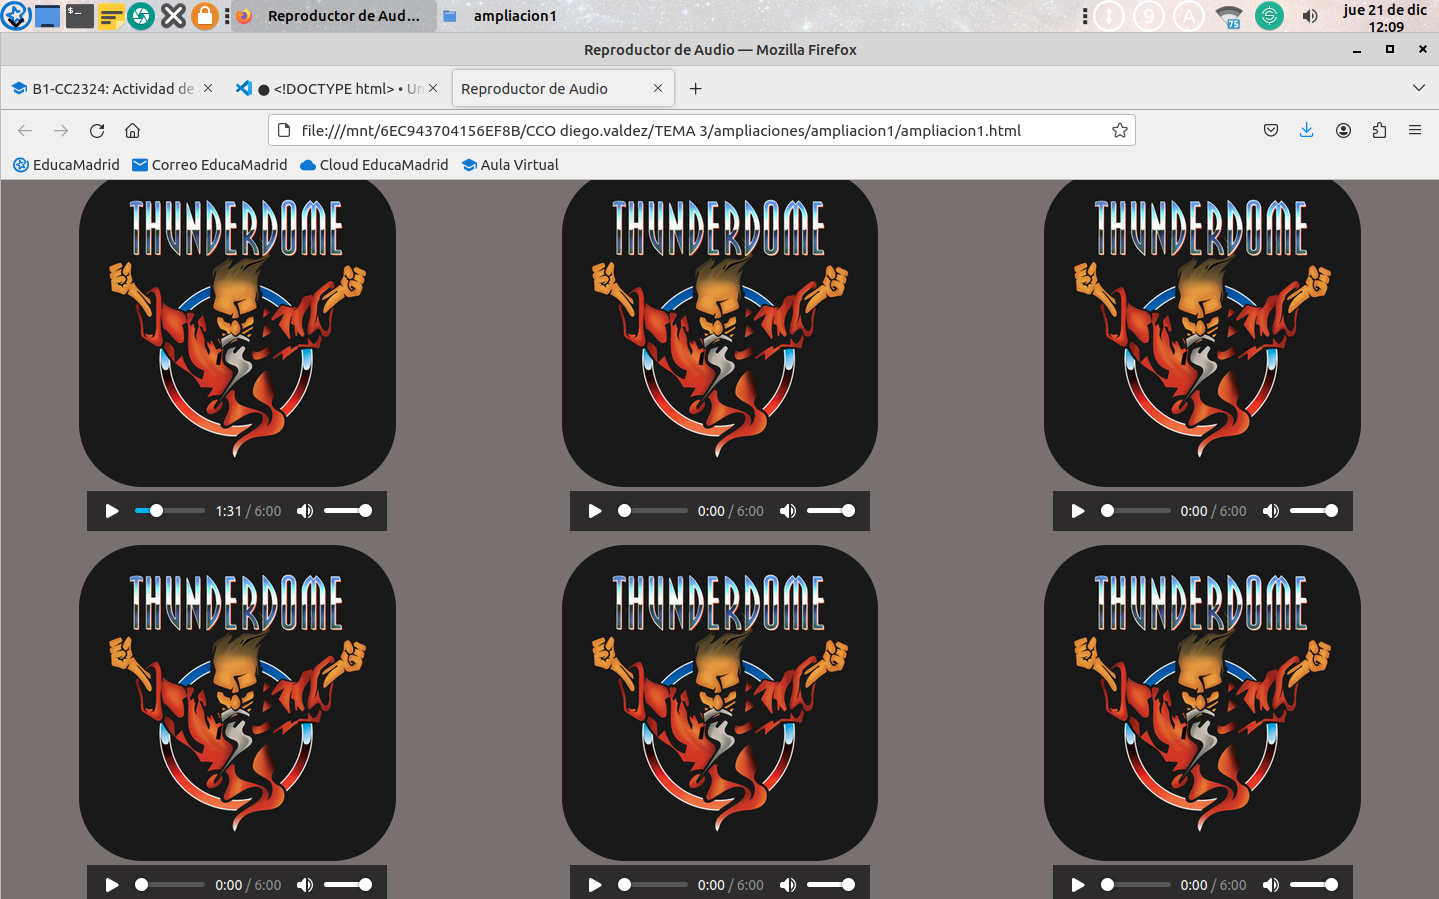 Reproductor de Aud...
ampliacion1
9
A
75
jue 21 de dic
12:09
Reproductor de Audio — Mozilla Firefox
B1-CC2324: Actividad de
● <!DOCTYPE html> • Un
Reproductor de Audio
file:///mnt/6EC943704156EF8B/CCO diego.valdez/TEMA 3/ampliaciones/ampliacion1/ampliacion1.html
EducaMadrid
Correo EducaMadrid
Cloud EducaMadrid
Aula Virtual
THUNDERDOME
THUNDERDOME
THUNDERDOME
1:31 / 6:00
0:00 / 6:00
0:00 / 6:00
THUNDERDOME
THUNDERDOME
THUNDERDOME
0:00 / 6:00
0:00 / 6:00
0:00 / 6:00